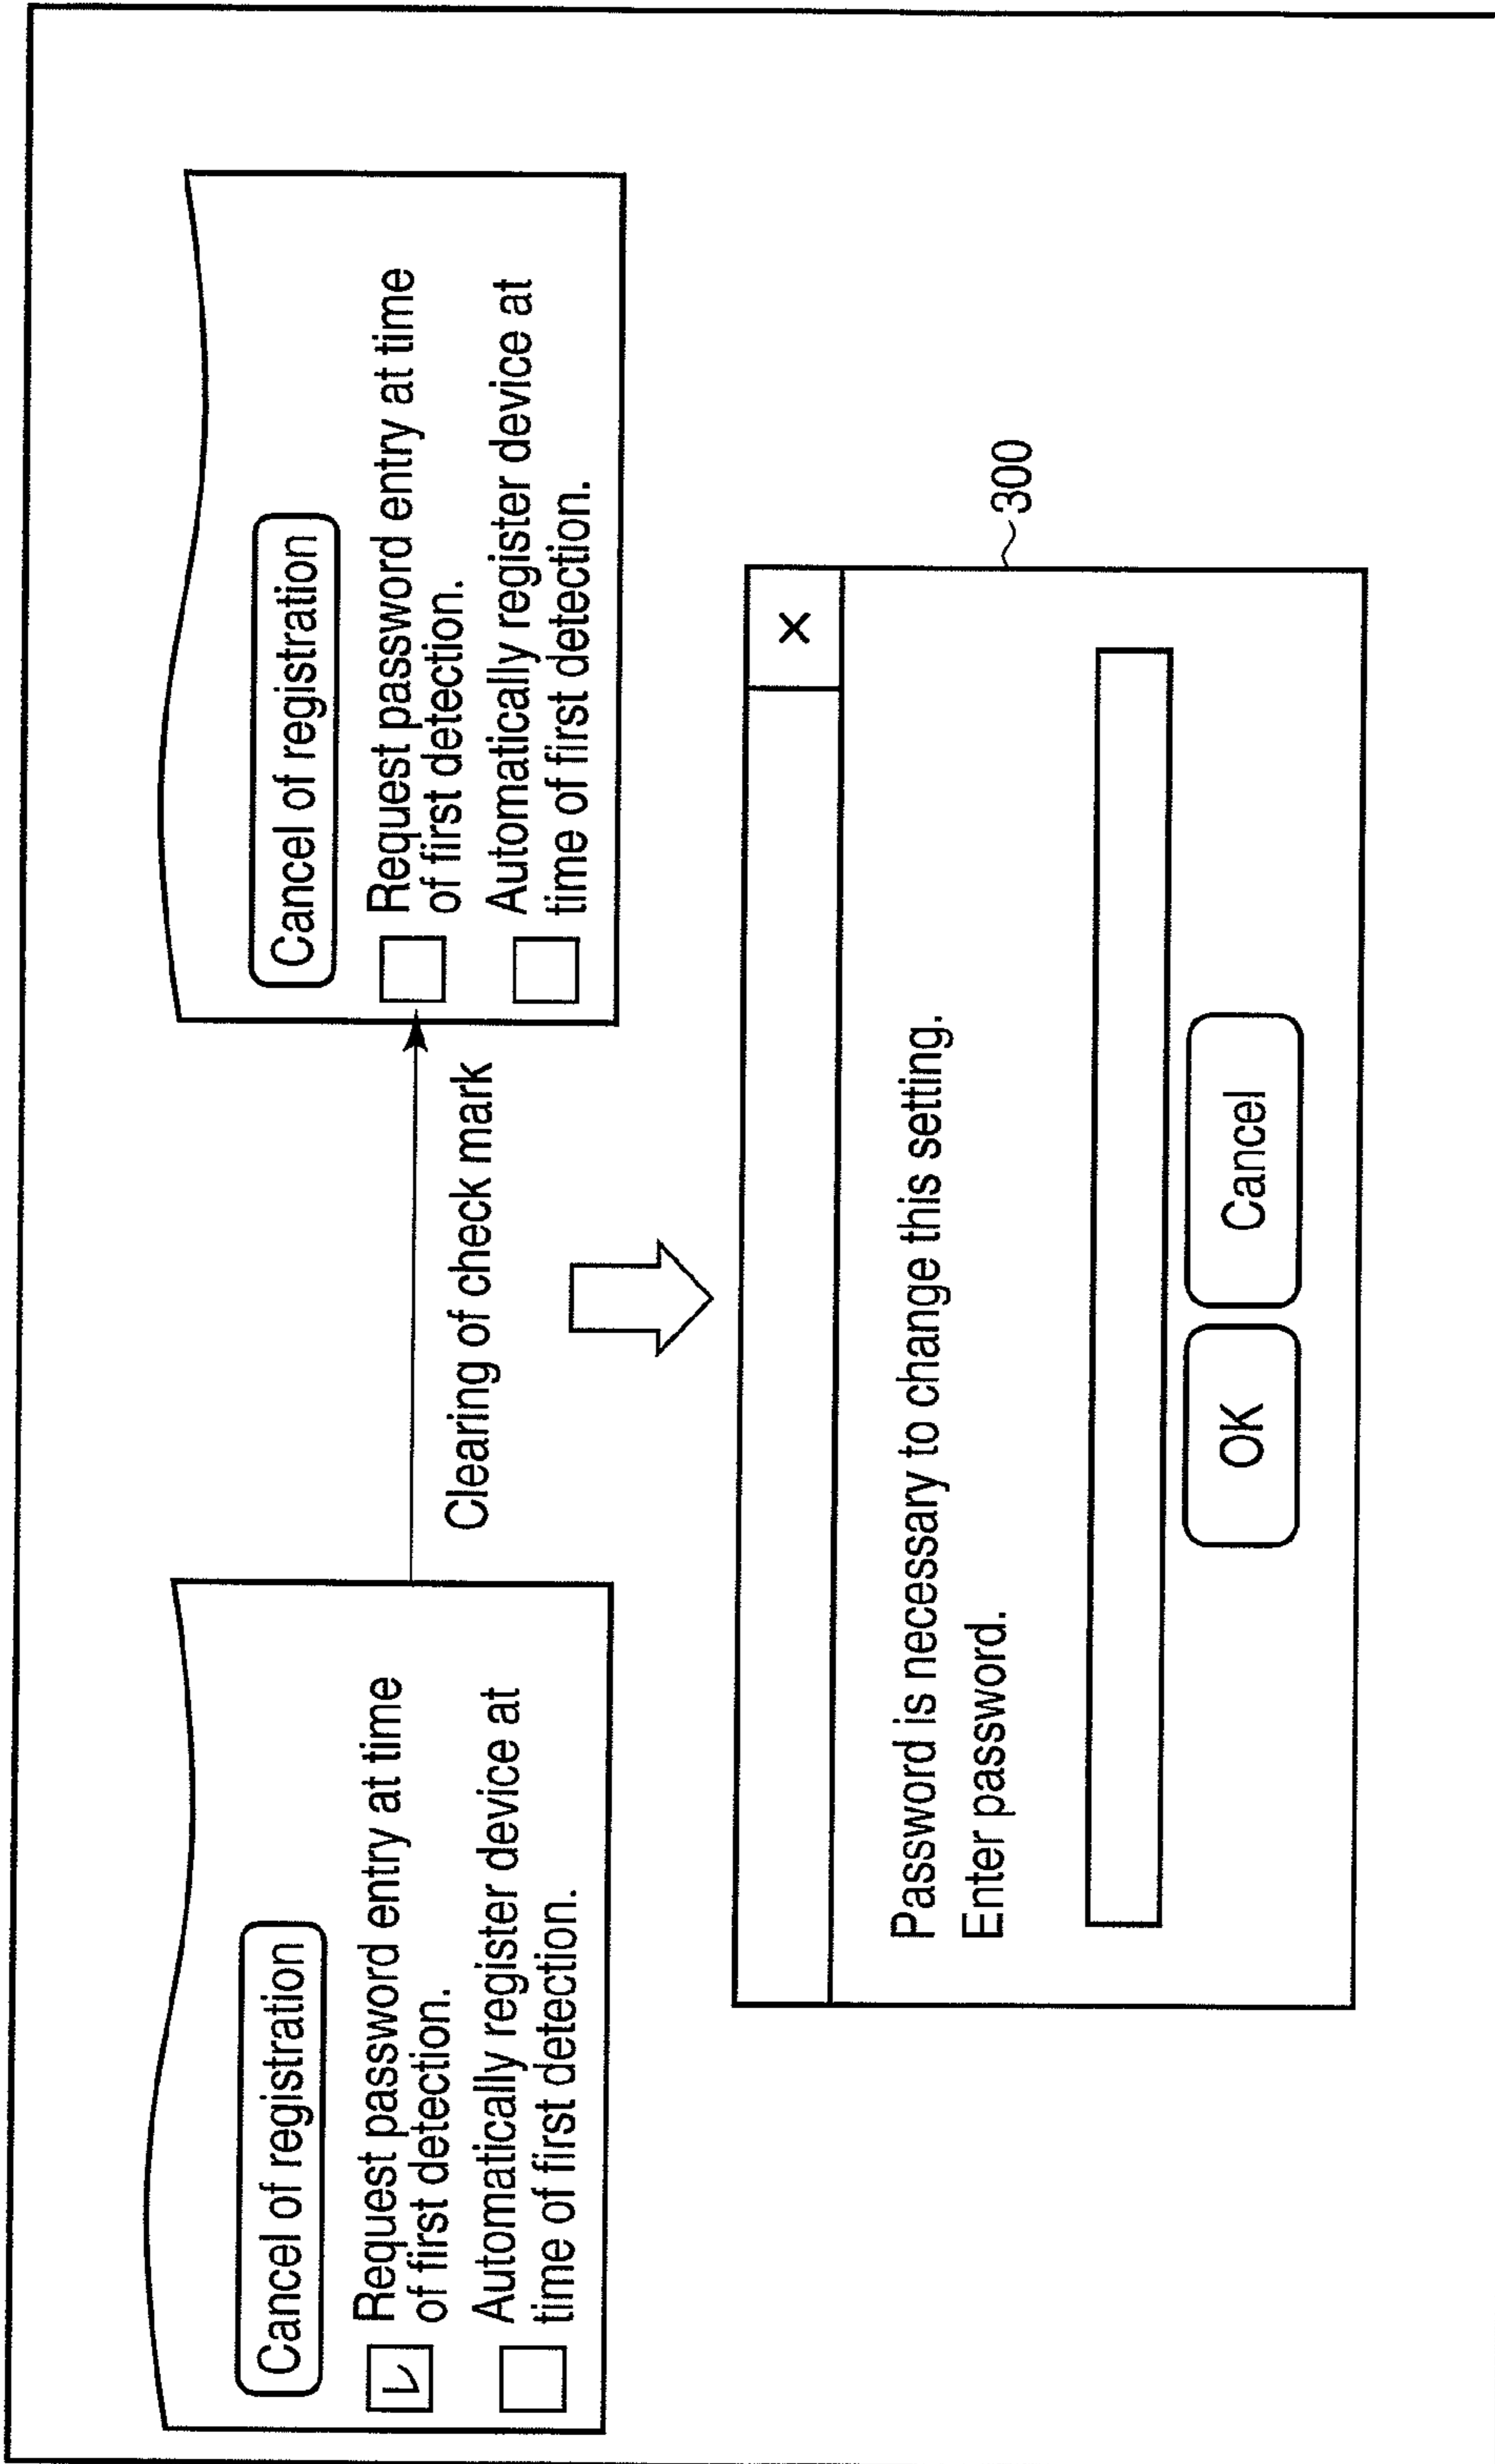 Cancel of registration
Request password entry at time
of first detection.
Automatically register device at
time of first detection.
Clearing of check mark
Cancel of registration
Request password entry at time
of first detection.
Automatically register device at
time of first detection.
×
Password is necessary to change this setting.
Enter password.
OK
Cancel
300